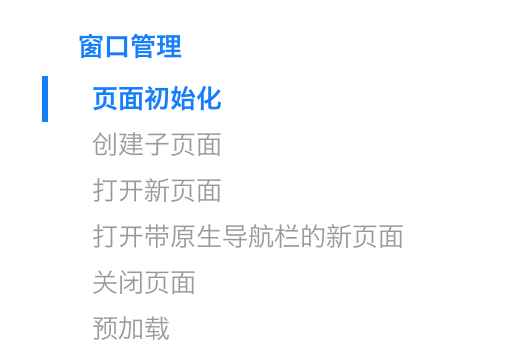 窗口管理
页面初始化
创建子页面
打开新页面
打开带原生导航栏的新页面
关闭页面
预加载